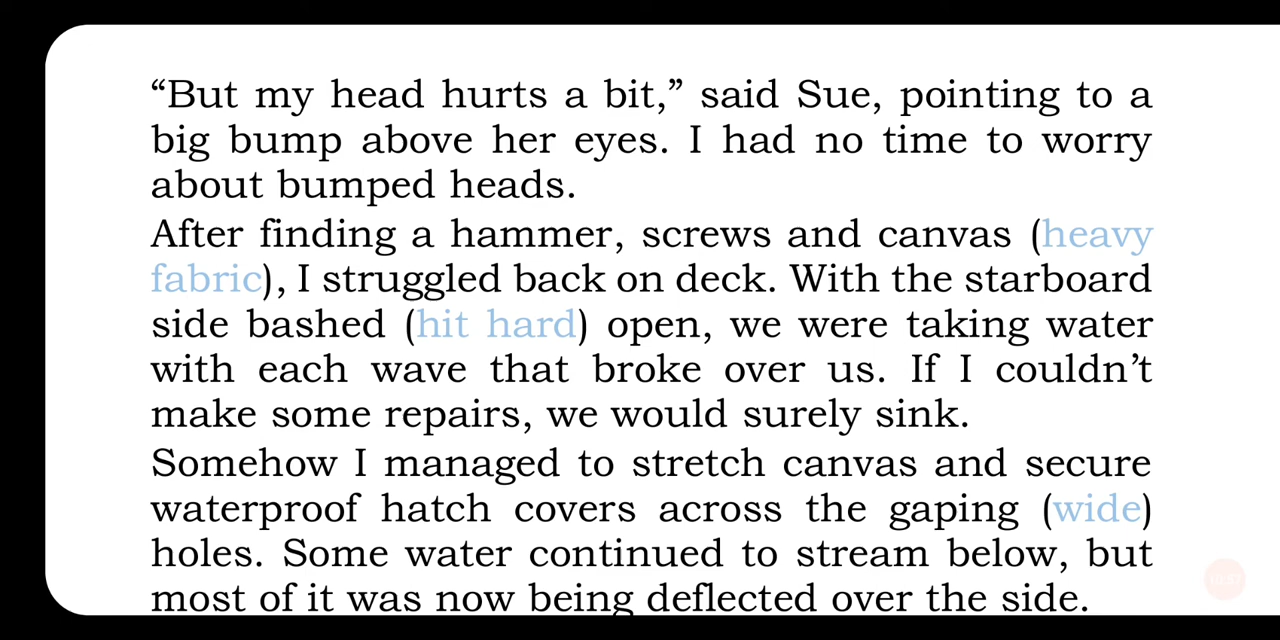 “But my head hurts a bit,” said Sue, pointing to a
big bump above her eyes. I had no time to worry
about bumped heads.
After finding a hammer, screws and canvas (heavy
fabric), I struggled back on deck. With the starboard
side bashed (hit hard) open, we were taking water
with each wave that broke over us. If I couldn’t
make some repairs, we would surely sink.
Somehow I managed to stretch canvas and secure
waterproof hatch covers across the gaping (wide)
holes. Some water continued to stream below, but
most of it was now being deflected over the side.